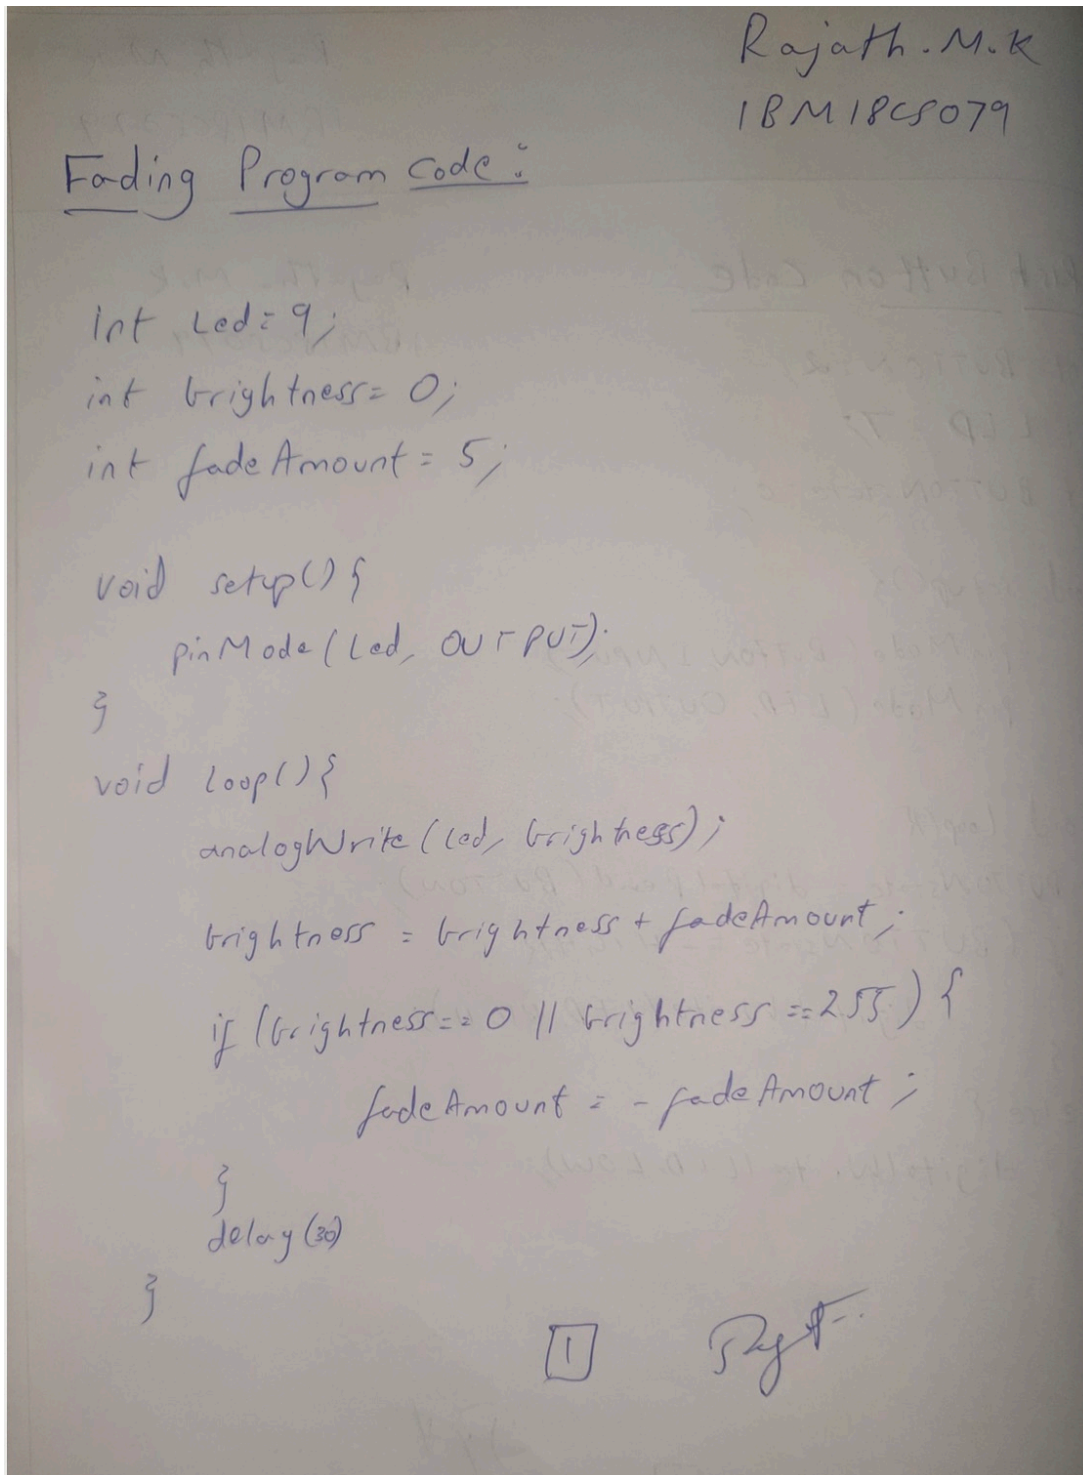 Rajath.M.K
1BM18CS079
Fading Program Code:
int Led=9;
int brightness=0;
int fadeAmount=5;
void setup(){
pinMode(Led, OUTPUT);
}
void loop(){
analogWrite(led, brightness);
brightness = brightness + fadeAmount;
if (brightness==0 || brightness ==255) {
fadeAmount = -fadeAmount;
}
delay(30)
}
1